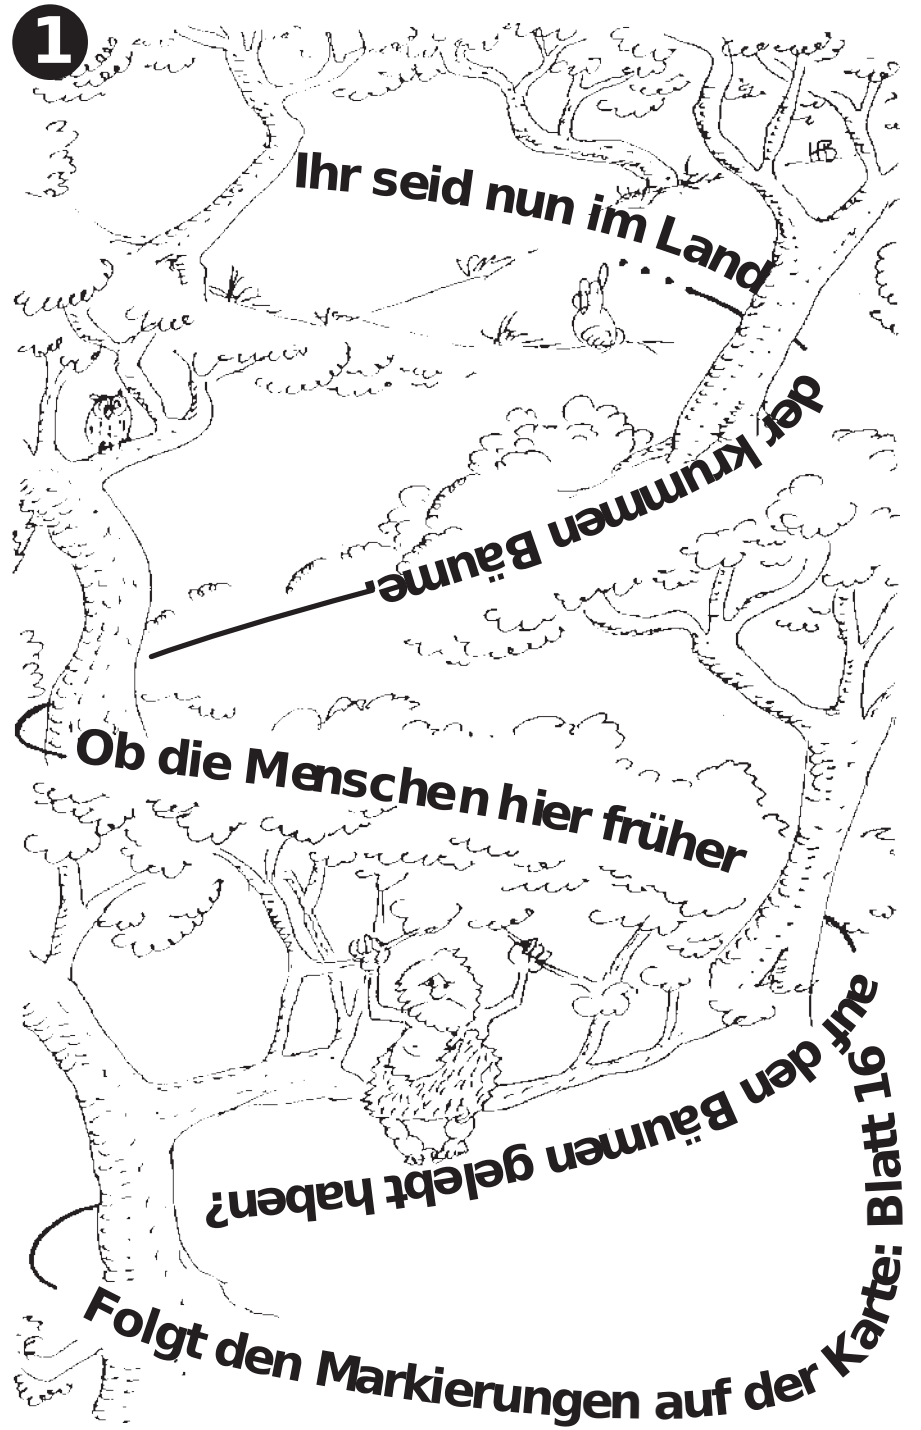 1
HB
Ihr seid nun im Land
der krummen Bäume.
Ob die Menschen hier früher
auf den Bäumen gelebt haben?
Folgt den Markierungen auf der Karte: Blatt 16